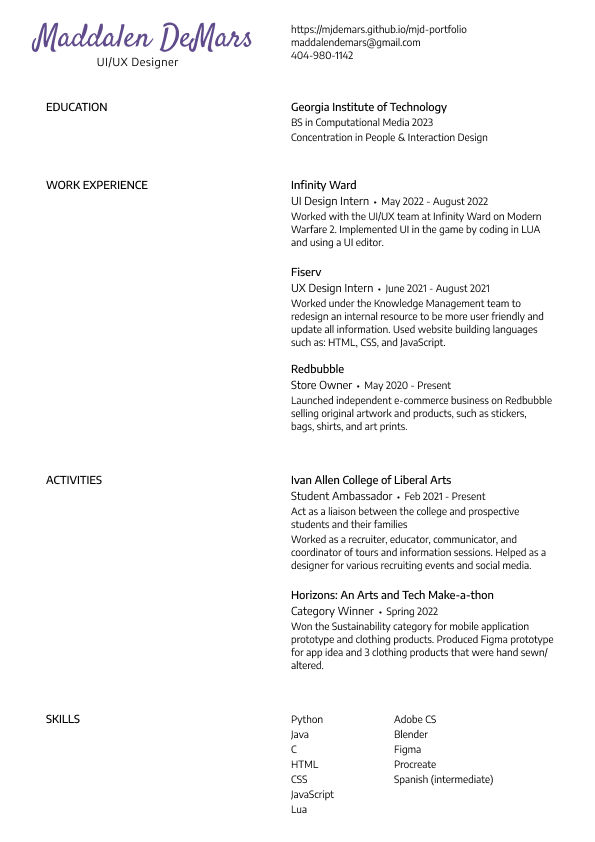 Maddalen DeMars
UI/UX Designer
https://mjdemars.github.io/mjd-portfolio
maddalendemars@gmail.com
404-980-1142
EDUCATION
Georgia Institute of Technology
BS in Computational Media 2023
Concentration in People & Interaction Design
WORK EXPERIENCE
Infinity Ward
UI Design Intern • May 2022 - August 2022
Worked with the UI/UX team at Infinity Ward on Modern
Warfare 2. Implemented UI in the game by coding in LUA
and using a UI editor.
Fiserv
UX Design Intern • June 2021 - August 2021
Worked under the Knowledge Management team to
redesign an internal resource to be more user friendly and
update all information. Used website building languages
such as: HTML, CSS, and JavaScript.
Redbubble
Store Owner • May 2020 - Present
Launched independent e-commerce business on Redbubble
selling original artwork and products, such as stickers,
bags, shirts, and art prints.
ACTIVITIES
Ivan Allen College of Liberal Arts
Student Ambassador • Feb 2021 - Present
Act as a liaison between the college and prospective
students and their families
Worked as a recruiter, educator, communicator, and
coordinator of tours and information sessions. Helped as a
designer for various recruiting events and social media.
Horizons: An Arts and Tech Make-a-thon
Category Winner • Spring 2022
Won the Sustainability category for mobile application
prototype and clothing products. Produced Figma prototype
for app idea and 3 clothing products that were hand sewn/
altered.
SKILLS
Python
Java
C
HTML
CSS
JavaScript
Lua
Adobe CS
Blender
Figma
Procreate
Spanish (intermediate)